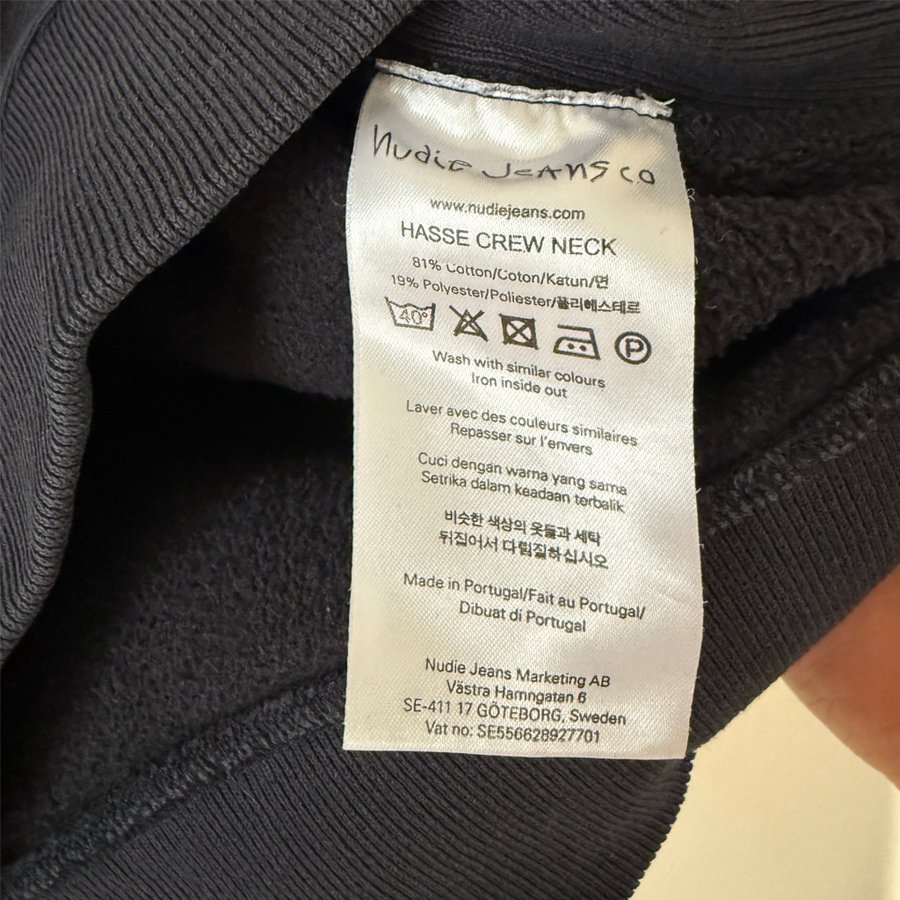 Nudie Jeans co
www.nudiejeans.com
HASSE CREW NECK
81% Cotton/Coton/Katun/면
19% Polyester/Poliester/폴리에스테르
40°
P
Wash with similar colours
Iron inside out
Laver avec des couleurs similaires
Repasser sur l'envers
Cuci dengan warna yang sama
Setrika dalam keadaan terbalik
비슷한 색상의 옷들과 세탁
뒤집어서 다림질하십시오
Made in Portugal/Fait au Portugal/
Dibuat di Portugal
Nudie Jeans Marketing AB
Västra Hamngatan 6
SE-411 17 GÖTEBORG, Sweden
Vat no: SE556628927701